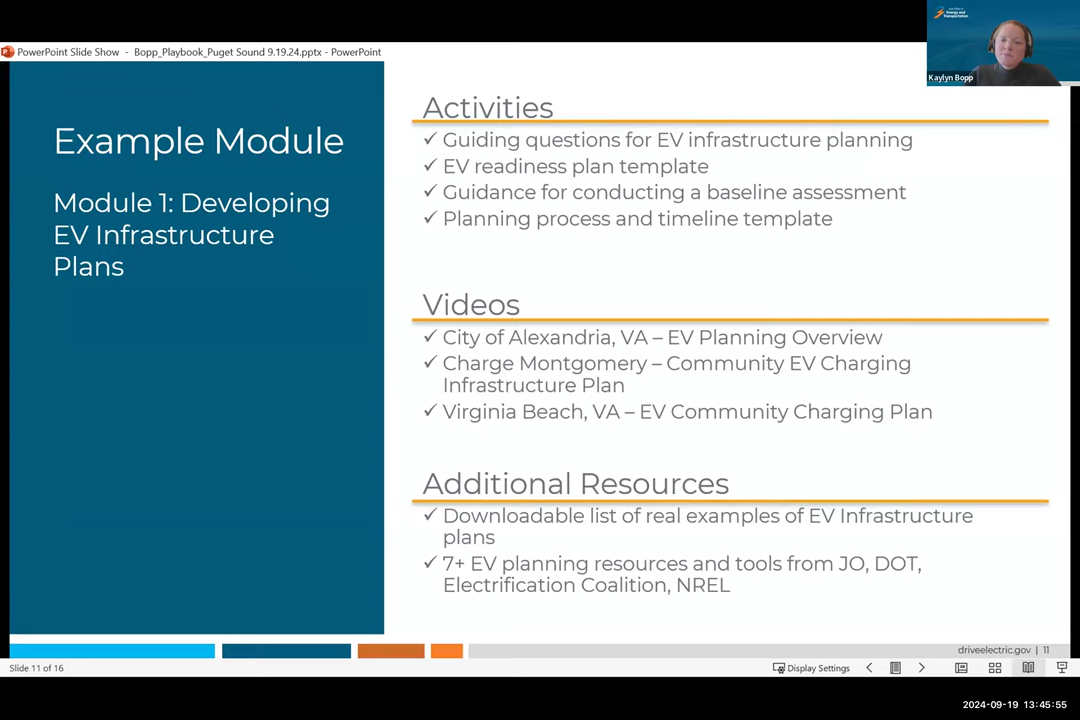 PowerPoint Slide Show - Bopp_Playbook_Puget Sound 9.19.24.pptx - PowerPoint
Energy and
Transportation
Kaylyn Bopp
Example Module
Module 1: Developing
EV Infrastructure
Plans
Activities
✓ Guiding questions for EV infrastructure planning
✓ EV readiness plan template
✓ Guidance for conducting a baseline assessment
✓ Planning process and timeline template
Videos
✓ City of Alexandria, VA – EV Planning Overview
✓ Charge Montgomery – Community EV Charging
Infrastructure Plan
✓ Virginia Beach, VA – EV Community Charging Plan
Additional Resources
✓ Downloadable list of real examples of EV Infrastructure
plans
✓ 7+ EV planning resources and tools from JO, DOT,
Electrification Coalition, NREL
driveelectric.gov | 11
Slide 11 of 16
Display Settings
2024-09-19 13:45:55